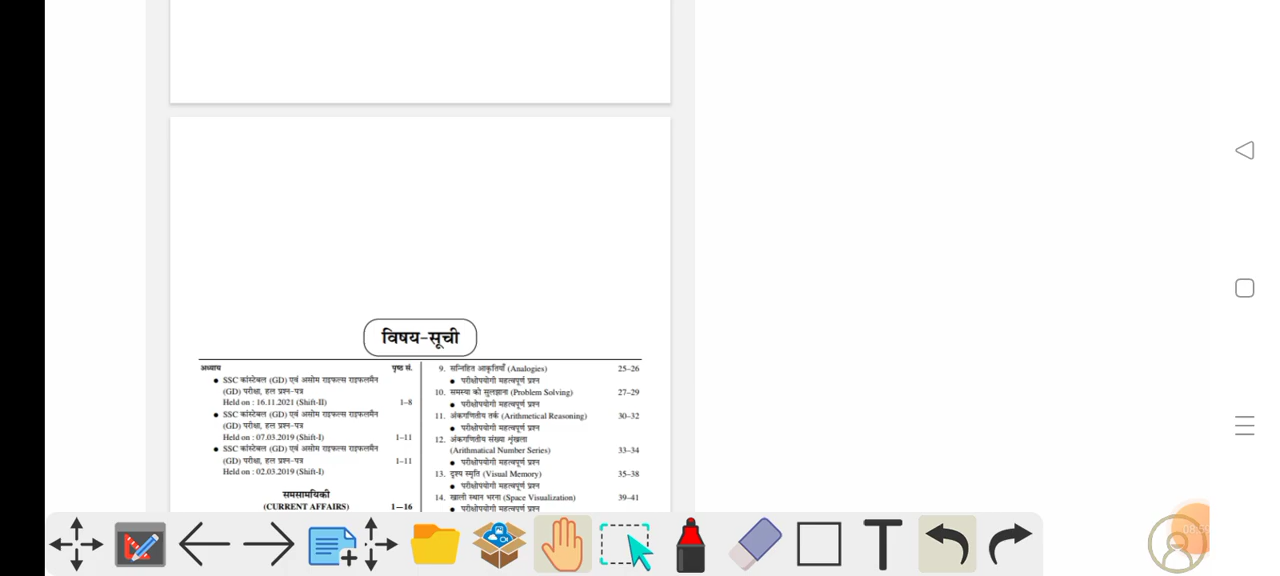 विषय-सूची
अध्याय पृष्ठ सं.
● SSC कांस्टेबल (GD) एवं असोम राइफल्स राइफलमैन
(GD) परीक्षा, हल प्रश्न-पत्र
Held on : 16.11.2021 (Shift-II) 1–8
● SSC कांस्टेबल (GD) एवं असोम राइफल्स राइफलमैन
(GD) परीक्षा, हल प्रश्न-पत्र
Held on : 07.03.2019 (Shift-I) 1–11
● SSC कांस्टेबल (GD) एवं असोम राइफल्स राइफलमैन
(GD) परीक्षा, हल प्रश्न-पत्र 1–11
Held on : 02.03.2019 (Shift-I)
समसामयिकी
(CURRENT AFFAIRS) 1—16
9. सन्निहित आकृतियाँ (Analogies) 25–26
● परीक्षोपयोगी महत्वपूर्ण प्रश्न
10. समस्या को सुलझाना (Problem Solving) 27–29
● परीक्षोपयोगी महत्वपूर्ण प्रश्न
11. अंकगणितीय तर्क (Arithmetical Reasoning) 30–32
● परीक्षोपयोगी महत्वपूर्ण प्रश्न
12. अंकगणितीय संख्या शृंखला
(Arithmatical Number Series) 33–34
● परीक्षोपयोगी महत्वपूर्ण प्रश्न
13. दृश्य स्मृति (Visual Memory) 35–38
● परीक्षोपयोगी महत्वपूर्ण प्रश्न
14. खाली स्थान भरना (Space Visualization) 39–41
● परीक्षोपयोगी महत्वपूर्ण प्रश्न